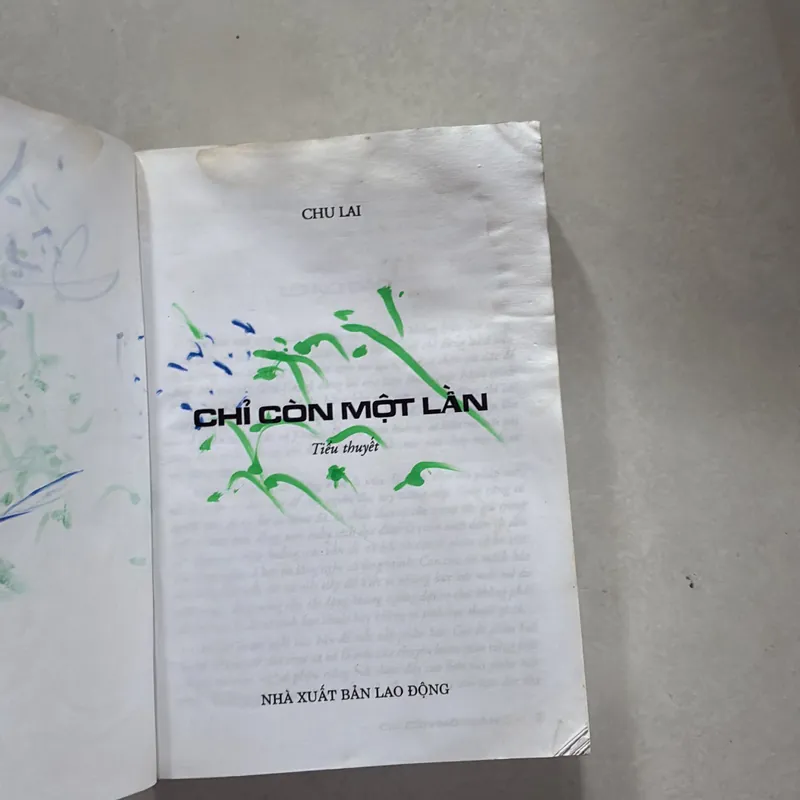 CHU LAI
CHỈ CÒN MỘT LẦN
Tiểu thuyết
NHÀ XUẤT BẢN LAO ĐỘNG